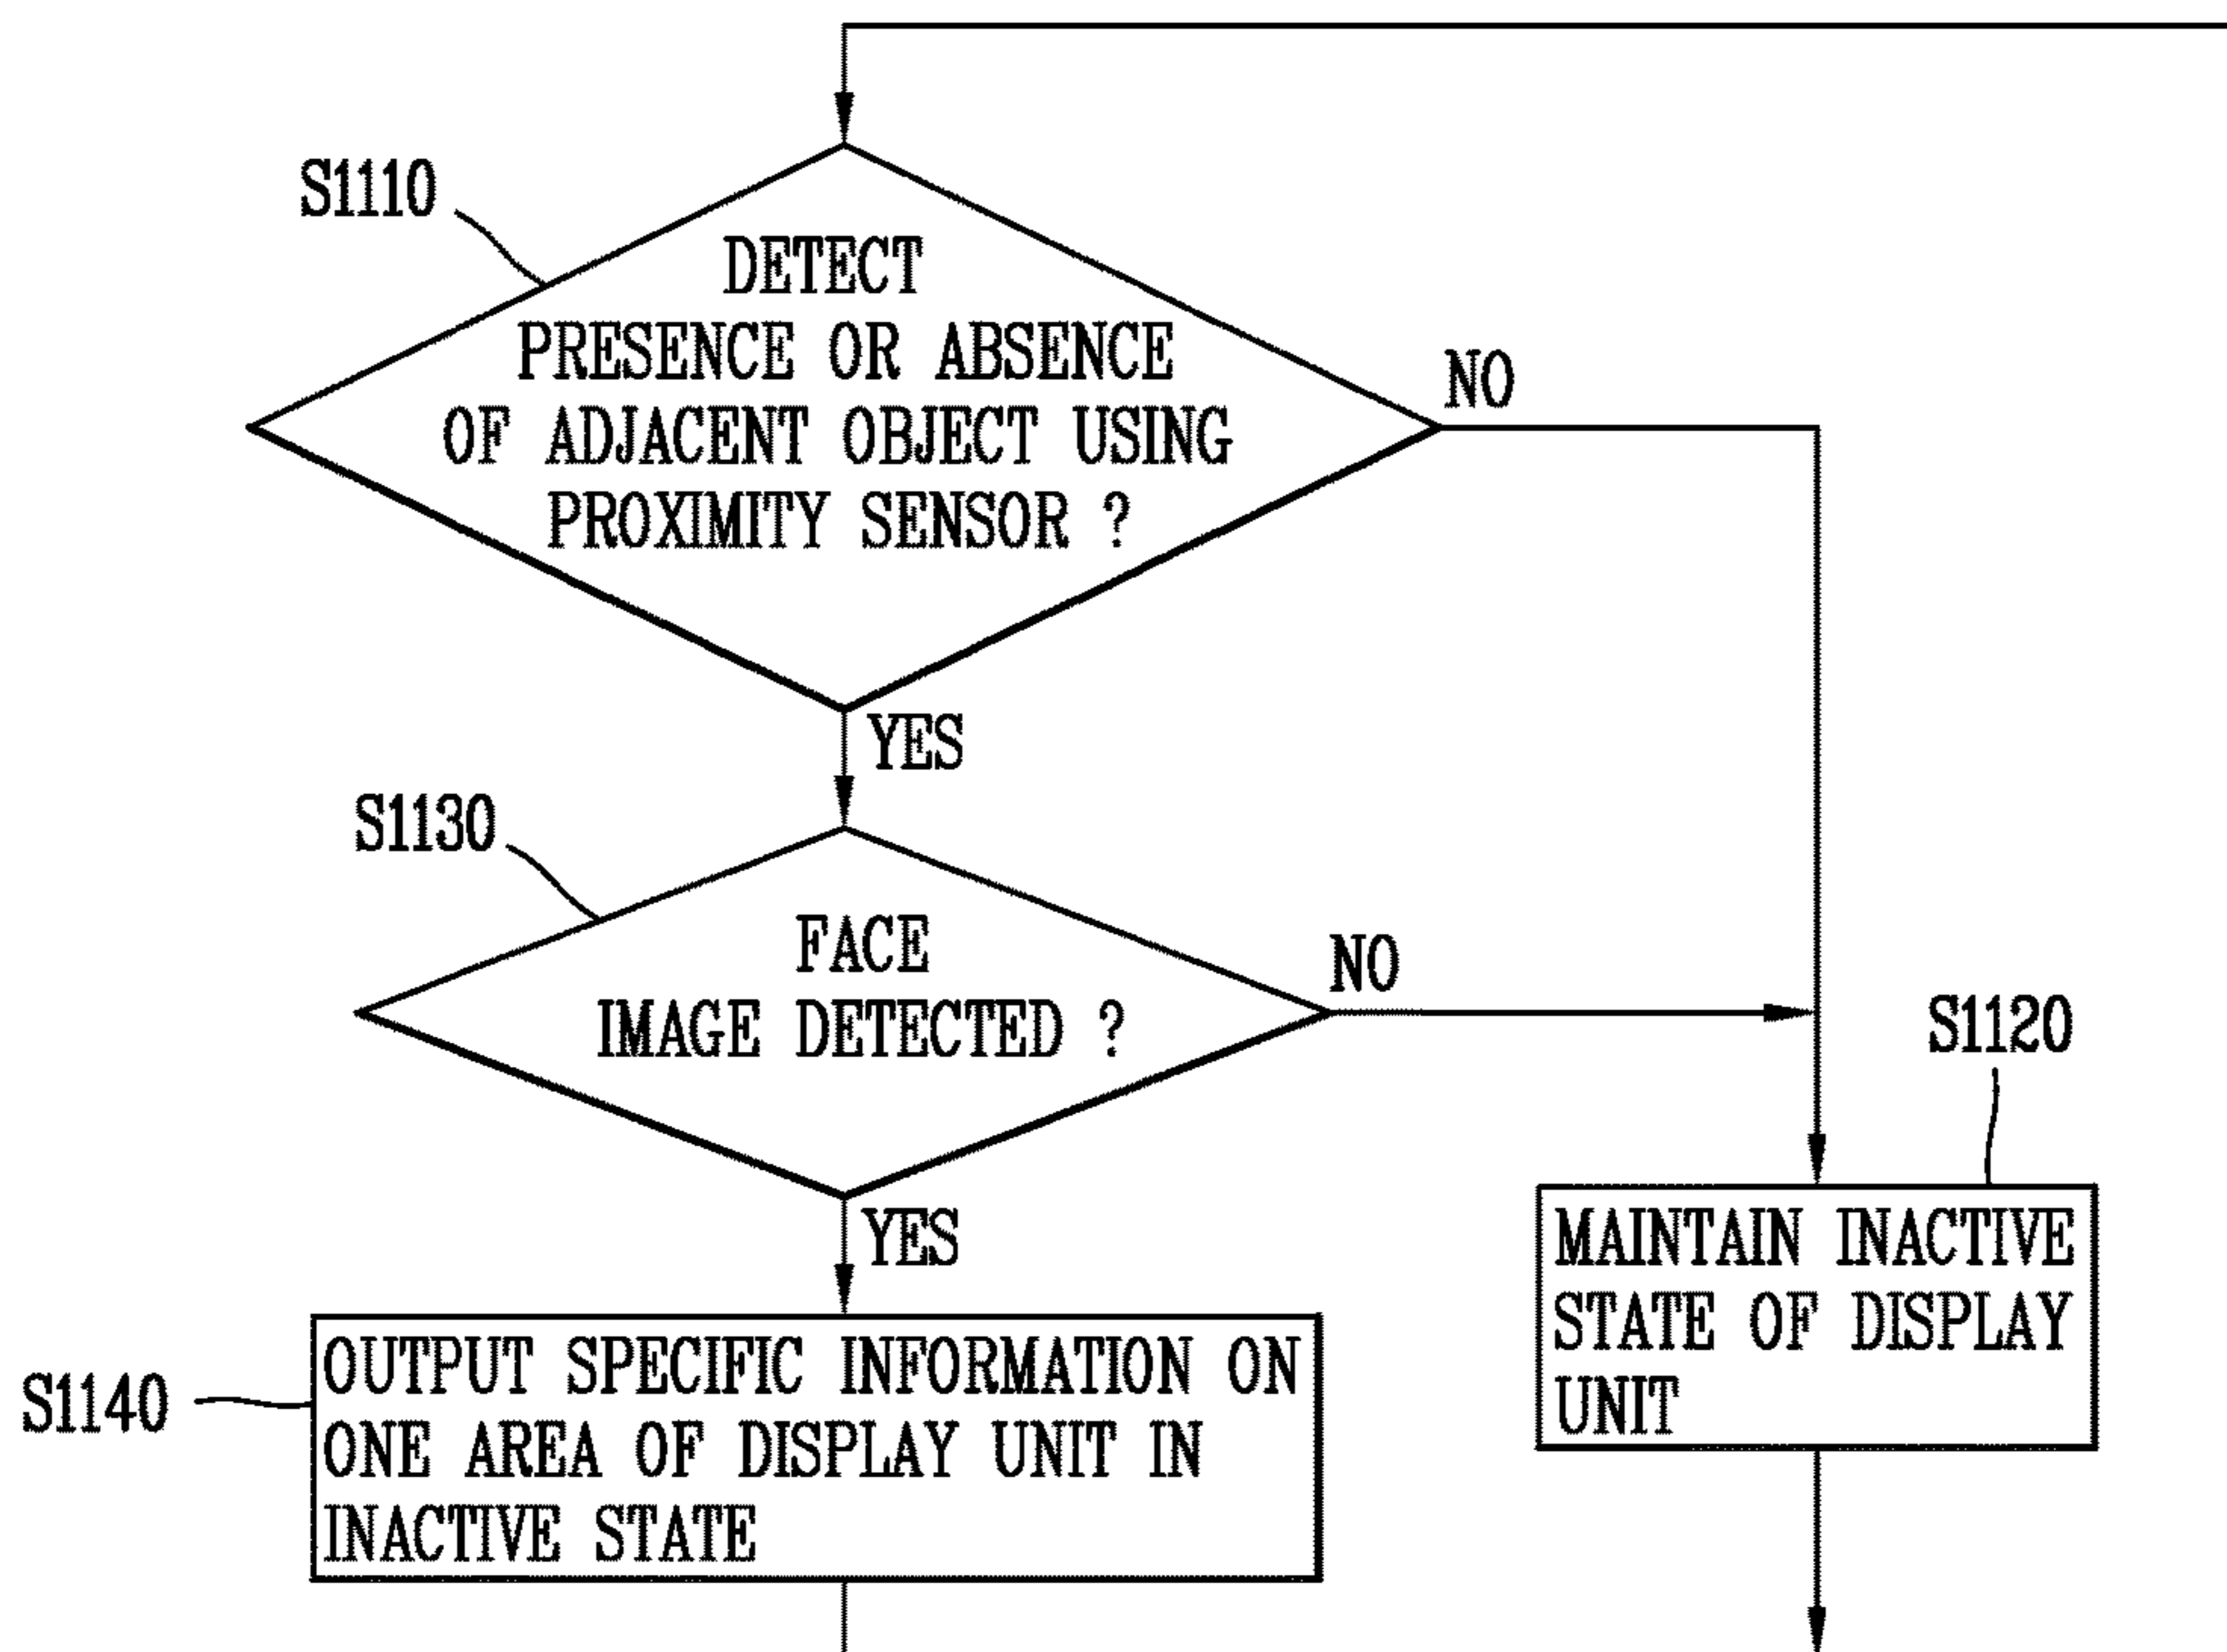 S1110
DETECT
PRESENCE OR ABSENCE
OF ADJACENT OBJECT USING
PROXIMITY SENSOR ?
NO
YES
S1130
FACE
IMAGE DETECTED ?
NO
S1120
YES
MAINTAIN INACTIVE
STATE OF DISPLAY
UNIT
S1140
OUTPUT SPECIFIC INFORMATION ON
ONE AREA OF DISPLAY UNIT IN
INACTIVE STATE